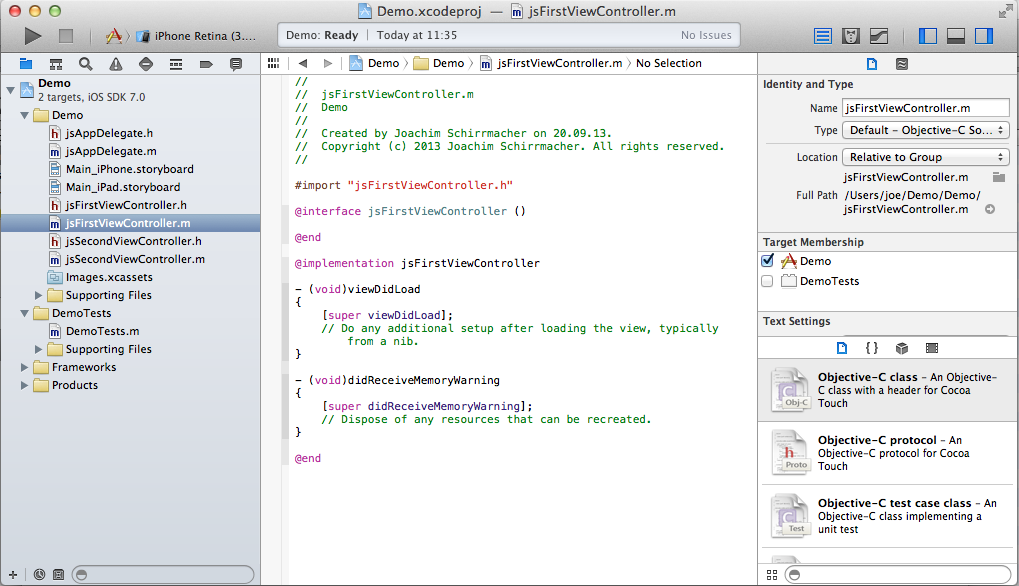 Demo.xcodeproj — jsFirstViewController.m
iPhone Retina (3....
Demo: Ready | Today at 11:35
No Issues
Demo
Demo
jsFirstViewController.m
No Selection
Demo
2 targets, iOS SDK 7.0
Demo
jsAppDelegate.h
jsAppDelegate.m
Main_iPhone.storyboard
Main_iPad.storyboard
jsFirstViewController.h
jsFirstViewController.m
jsSecondViewController.h
jsSecondViewController.m
Images.xcassets
Supporting Files
DemoTests
DemoTests.m
Supporting Files
Frameworks
Products
//
//  jsFirstViewController.m
//  Demo
//
//  Created by Joachim Schirrmacher on 20.09.13.
//  Copyright (c) 2013 Joachim Schirrmacher. All rights reserved.
//
#import "jsFirstViewController.h"
@interface jsFirstViewController ()
@end
@implementation jsFirstViewController
- (void)viewDidLoad
{
[super viewDidLoad];
// Do any additional setup after loading the view, typically
from a nib.
}
- (void)didReceiveMemoryWarning
{
[super didReceiveMemoryWarning];
// Dispose of any resources that can be recreated.
}
@end
Identity and Type
Name jsFirstViewController.m
Type Default - Objective-C So...
Location Relative to Group
jsFirstViewController.m
Full Path /Users/joe/Demo/Demo/
jsFirstViewController.m
Target Membership
Demo
DemoTests
Text Settings
{ }
Obj-C
Objective-C class - An Objective-
C class with a header for Cocoa
Touch
h
Proto
Objective-C protocol - An
Objective-C protocol for Cocoa
Touch
C
Test
Objective-C test case class - An
Objective-C class implementing a
unit test